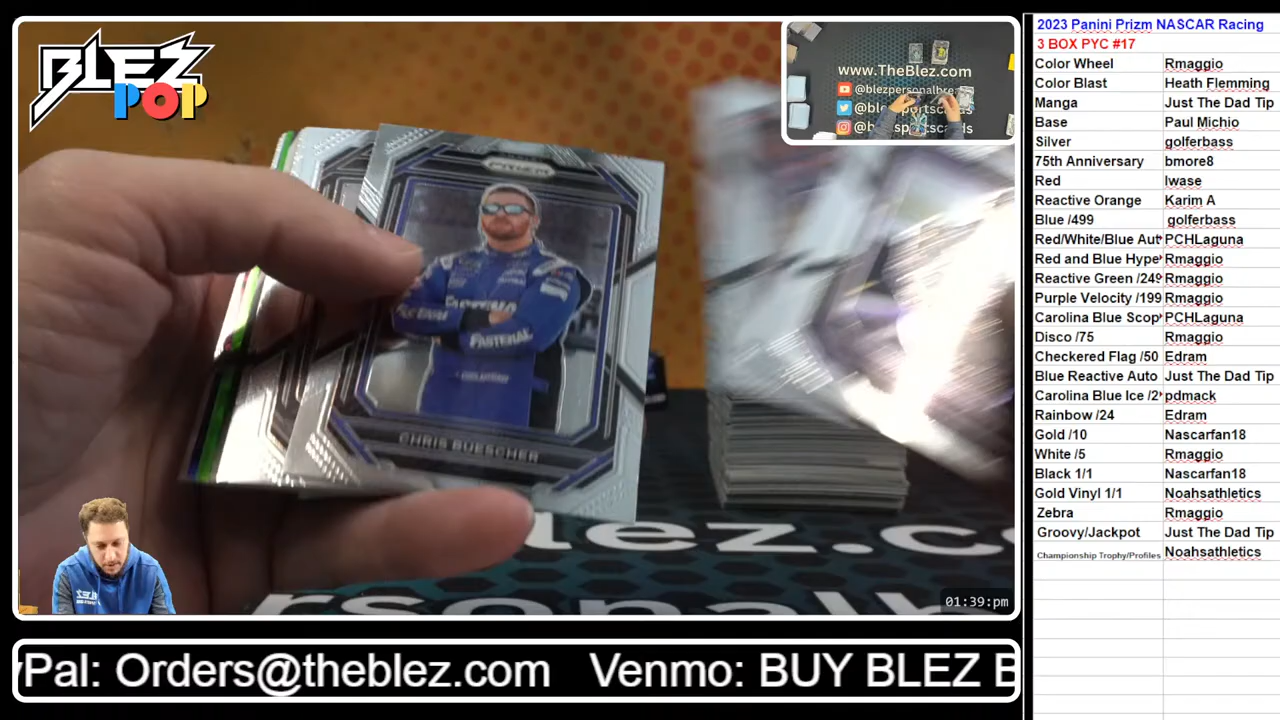 BLEZ
POP
PRIZM
CHRIS BUESCHER
FASTENAL
www.TheBlez.com
01:39:pm
PayPal: Orders@theblez.com Venmo: BUY BLEZ B
2023 Panini Prizm NASCAR Racing
3 BOX PYC #17
Color Wheel Rmaggio
Color Blast Heath Flemming
Manga Just The Dad Tip
Base Paul Michio
Silver golferbass
75th Anniversary bmore8
Red Iwase
Reactive Orange Karim A
Blue /499 golferbass
Red/White/Blue Aut PCHLaguna
Red and Blue Hype Rmaggio
Reactive Green /249 Rmaggio
Purple Velocity /199 Rmaggio
Carolina Blue Scop PCHLaguna
Disco /75 Rmaggio
Checkered Flag /50 Edram
Blue Reactive Auto Just The Dad Tip
Carolina Blue Ice /2 pdmack
Rainbow /24 Edram
Gold /10 Nascarfan18
White /5 Rmaggio
Black 1/1 Nascarfan18
Gold Vinyl 1/1 Noahsathletics
Zebra Rmaggio
Groovy/Jackpot Just The Dad Tip
Championship Trophy/Profiles Noahsathletics